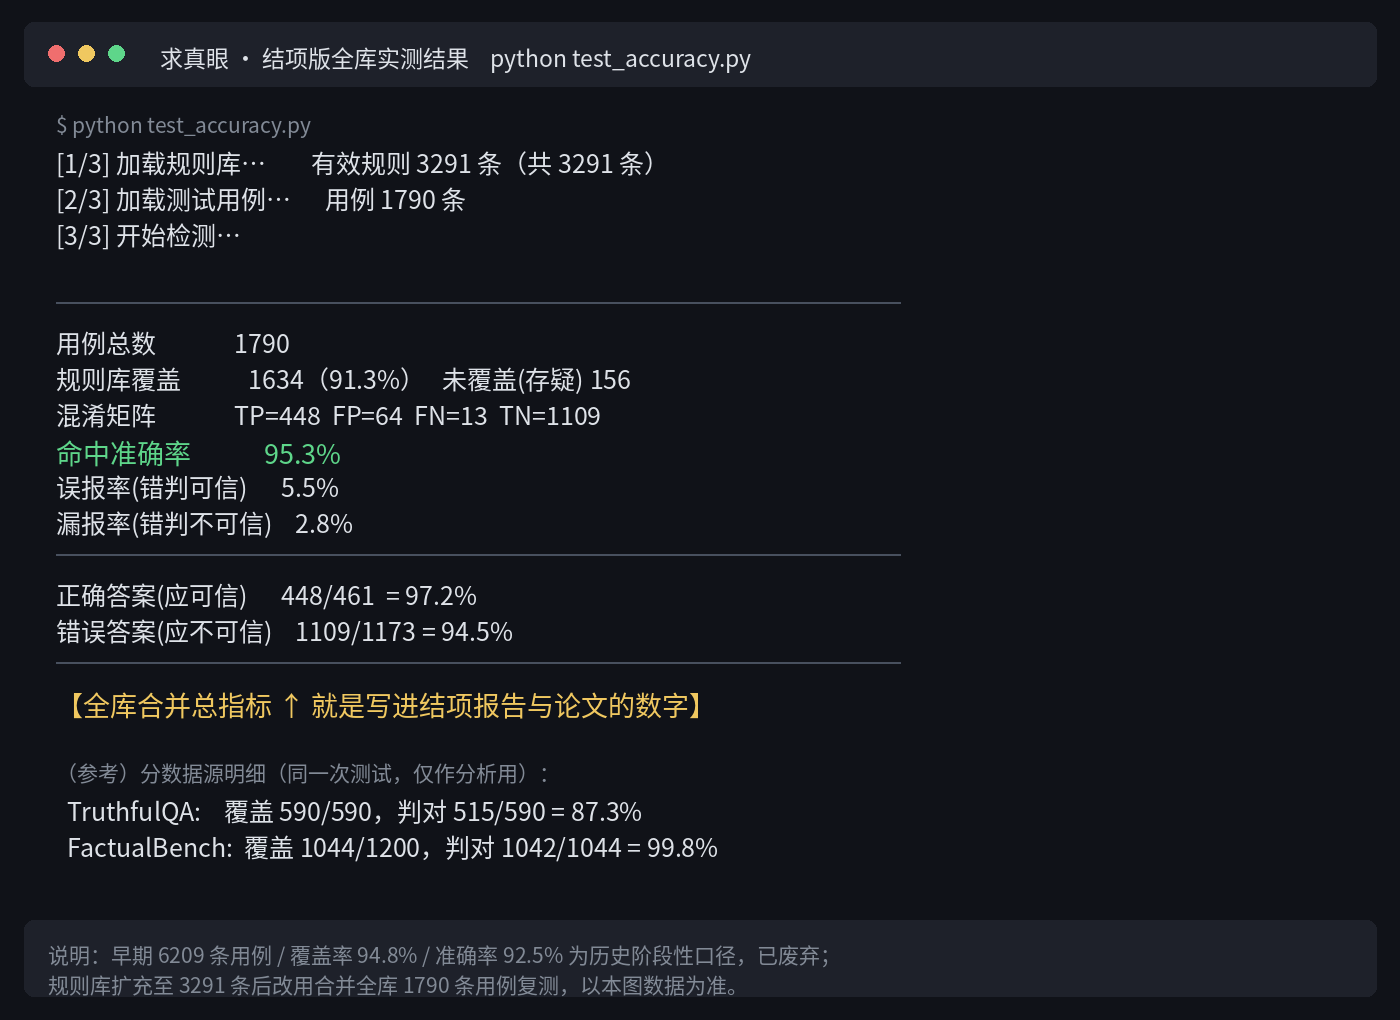 求真眼 · 结项版全库实测结果 python test_accuracy.py
$ python test_accuracy.py
[1/3] 加载规则库… 有效规则 3291 条（共 3291 条）
[2/3] 加载测试用例… 用例 1790 条
[3/3] 开始检测…
用例总数 1790
规则库覆盖 1634（91.3%） 未覆盖(存疑) 156
混淆矩阵 TP=448 FP=64 FN=13 TN=1109
命中准确率 95.3%
误报率(错判可信) 5.5%
漏报率(错判不可信) 2.8%
正确答案(应可信) 448/461 = 97.2%
错误答案(应不可信) 1109/1173 = 94.5%
【全库合并总指标 ↑ 就是写进结项报告与论文的数字】
（参考）分数据源明细（同一次测试，仅作分析用）：
TruthfulQA: 覆盖 590/590，判对 515/590 = 87.3%
FactualBench: 覆盖 1044/1200，判对 1042/1044 = 99.8%
说明：早期 6209 条用例 / 覆盖率 94.8% / 准确率 92.5% 为历史阶段性口径，已废弃；
规则库扩充至 3291 条后改用合并全库 1790 条用例复测，以本图数据为准。